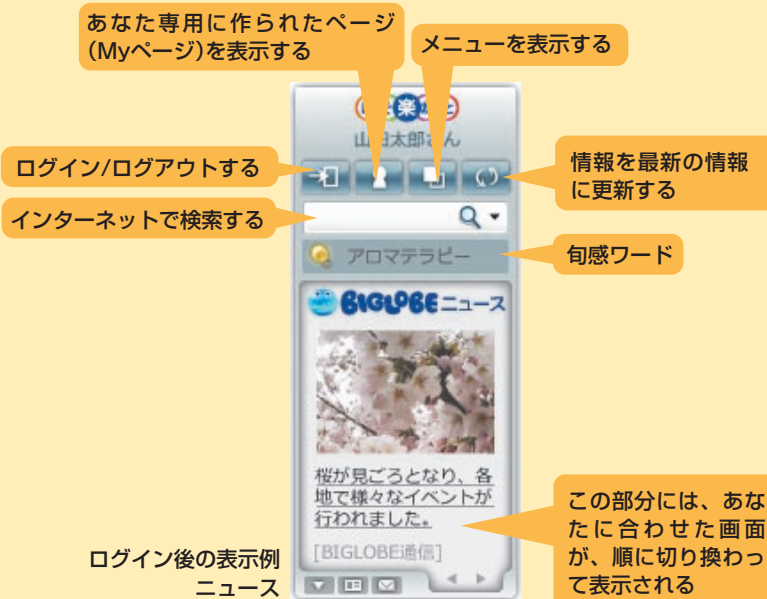 あなた専用に作られたページ
(Myページ)を表示する
メニューを表示する
ログイン/ログアウトする
情報を最新の情報
に更新する
インターネットで検索する
旬感ワード
楽
山田太郎さん
アロマテラピー
BIGLOBEニュース
桜が見ごろとなり、各
地で様々なイベントが
行われました。
[BIGLOBE通信]
この部分には、あな
たに合わせた画面
が、順に切り換わっ
て表示される
ログイン後の表示例
ニュース